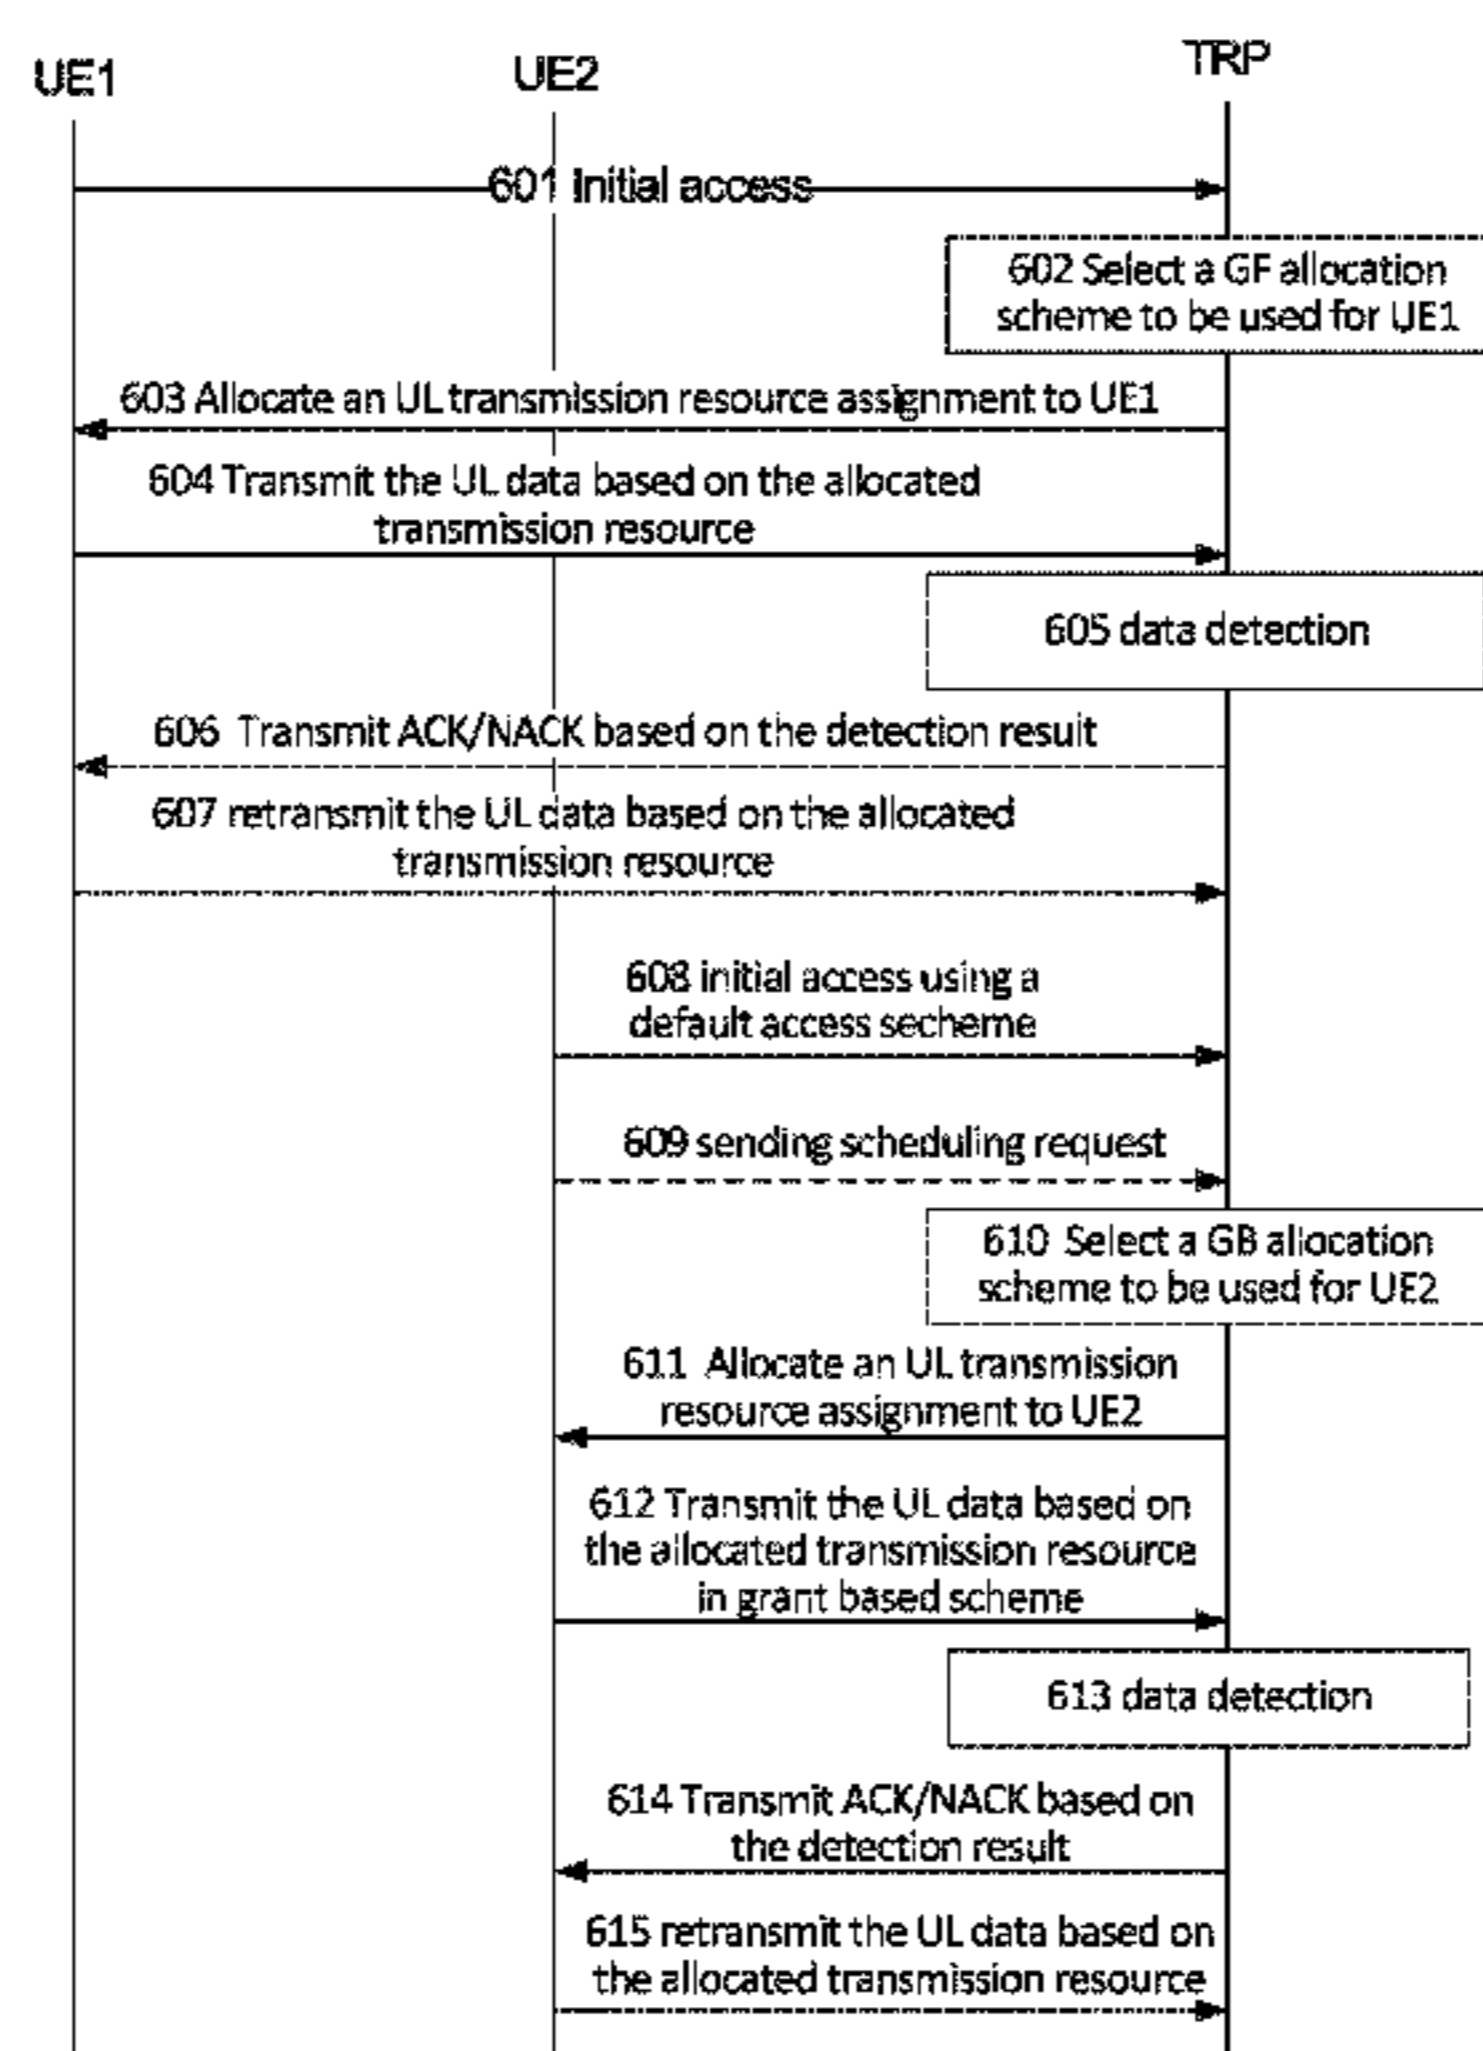 UE1
UE2
TRP
601 Initial access
602 Select a GF allocation
scheme to be used for UE1
603 Allocate an UL transmission resource assignment to UE1
604 Transmit the UL data based on the allocated
transmission resource
605 data detection
606 Transmit ACK/NACK based on the detection result
607 retransmit the UL data based on the allocated
transmission resource
608 initial access using a
default access secheme
609 sending scheduling request
610 Select a GB allocation
scheme to be used for UE2
611 Allocate an UL transmission
resource assignment to UE2
612 Transmit the UL data based on
the allocated transmission resource
in grant based scheme
613 data detection
614 Transmit ACK/NACK based on
the detection result
615 retransmit the UL data based on
the allocated transmission resource